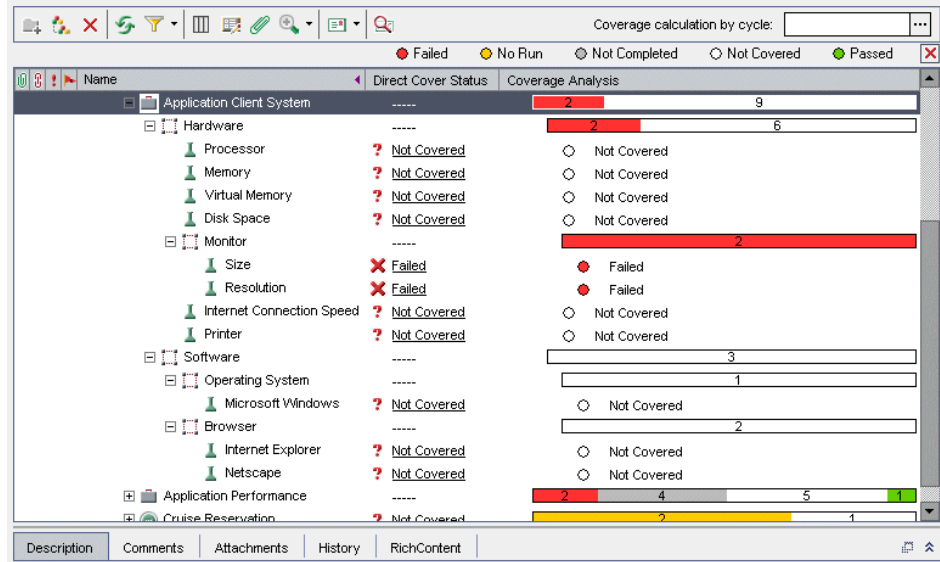 Coverage calculation by cycle: ...
Failed No Run Not Completed Not Covered Passed
Name Direct Cover Status Coverage Analysis
Application Client System ----- 2 9
Hardware ----- 2 6
Processor ? Not Covered Not Covered
Memory ? Not Covered Not Covered
Virtual Memory ? Not Covered Not Covered
Disk Space ? Not Covered Not Covered
Monitor ----- 2
Size Failed Failed
Resolution Failed Failed
Internet Connection Speed ? Not Covered Not Covered
Printer ? Not Covered Not Covered
Software ----- 3
Operating System ----- 1
Microsoft Windows ? Not Covered Not Covered
Browser ----- 2
Internet Explorer ? Not Covered Not Covered
Netscape ? Not Covered Not Covered
Application Performance ----- 2 4 5 1
Cruise Reservation ? Not Covered 2 1
Description Comments Attachments History RichContent